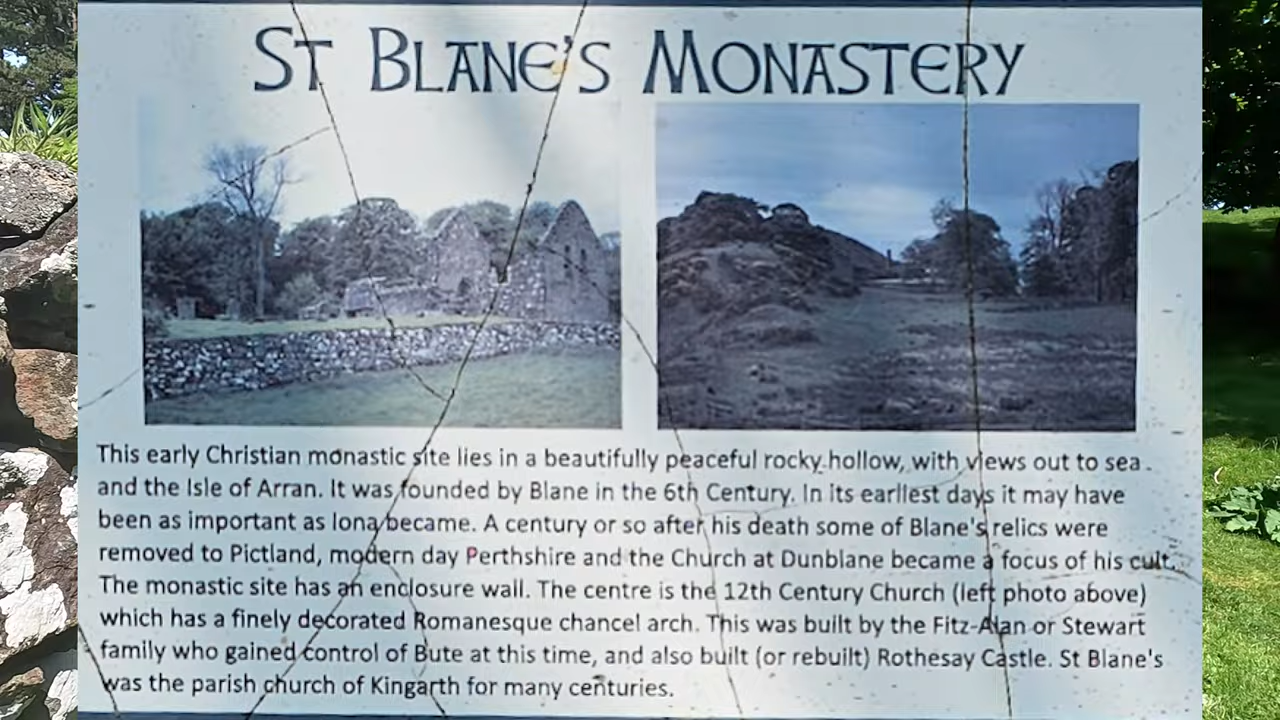 St Blane's Monastery
This early Christian monastic site lies in a beautifully peaceful rocky hollow, with views out to sea
and the Isle of Arran. It was founded by Blane in the 6th Century. In its earliest days it may have
been as important as Iona became. A century or so after his death some of Blane's relics were
removed to Pictland, modern day Perthshire and the Church at Dunblane became a focus of his cult.
The monastic site has an enclosure wall. The centre is the 12th Century Church (left photo above)
which has a finely decorated Romanesque chancel arch. This was built by the Fitz-Alan or Stewart
family who gained control of Bute at this time, and also built (or rebuilt) Rothesay Castle. St Blane's
was the parish church of Kingarth for many centuries.